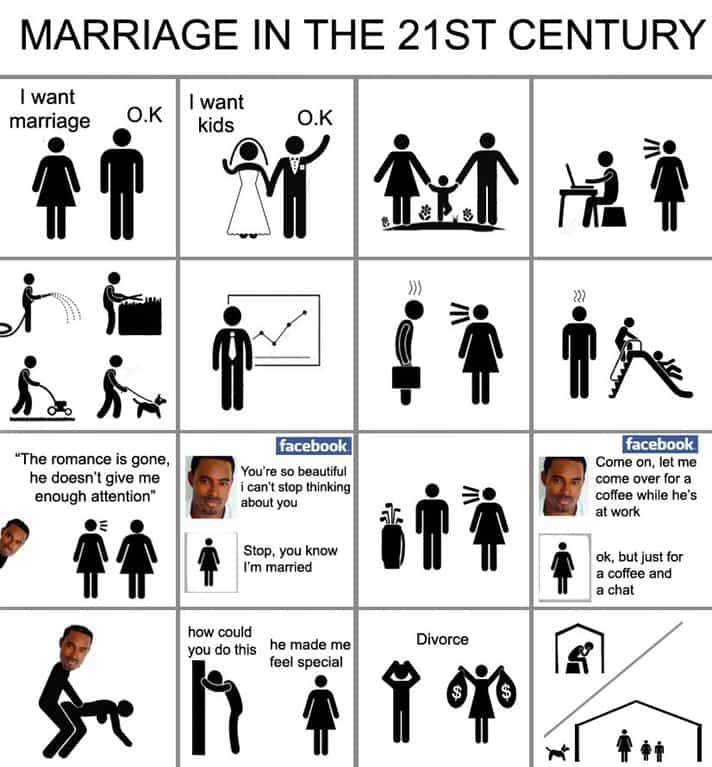 MARRIAGE IN THE 21ST CENTURY
I want
marriage
O.K
I want
kids
O.K
"The romance is gone,
he doesn't give me
enough attention"
facebook
You're so beautiful
i can't stop thinking
about you
Stop, you know
I'm married
facebook
Come on, let me
come over for a
coffee while he's
at work
ok, but just for
a coffee and
a chat
how could
you do this
he made me
feel special
Divorce
$
$